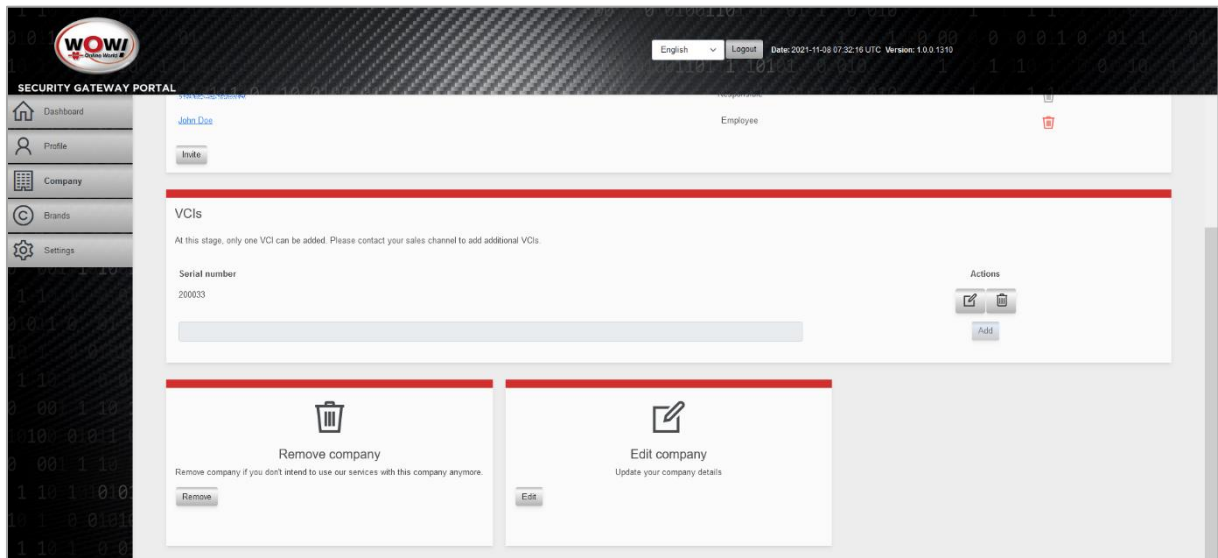 WOW!
Online World
English
Logout
Date: 2021-11-08 07:32:16 UTC Version: 1.0.0.1310
SECURITY GATEWAY PORTAL
Dashboard
Profile
Company
Brands
Settings
John Doe
Employee
Invite
VCIs
At this stage, only one VCI can be added. Please contact your sales channel to add additional VCIs.
Serial number
Actions
200033
Add
Remove company
Remove company if you don't intend to use our services with this company anymore.
Remove
Edit company
Update your company details
Edit